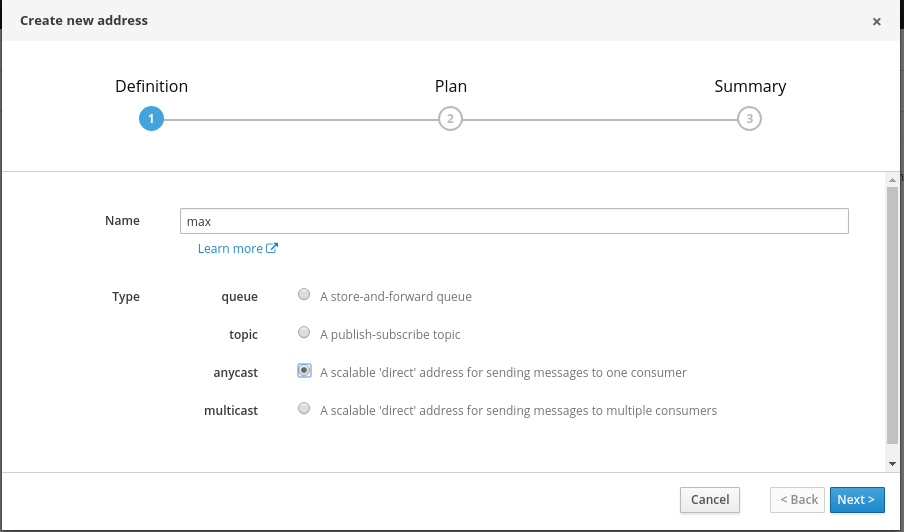 Create new address ×
Definition Plan Summary
1 2 3
Name max
Learn more
Type queue A store-and-forward queue
topic A publish-subscribe topic
anycast A scalable 'direct' address for sending messages to one consumer
multicast A scalable 'direct' address for sending messages to multiple consumers
Cancel < Back Next >